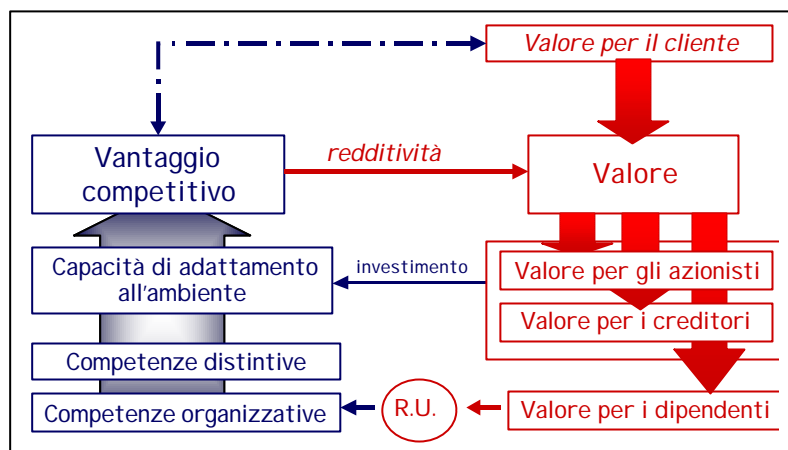 Valore per il cliente
Vantaggio
competitivo
redditività
Valore
Capacità di adattamento
all'ambiente
investimento
Valore per gli azionisti
Valore per i creditori
Competenze distintive
Competenze organizzative
R.U.
Valore per i dipendenti